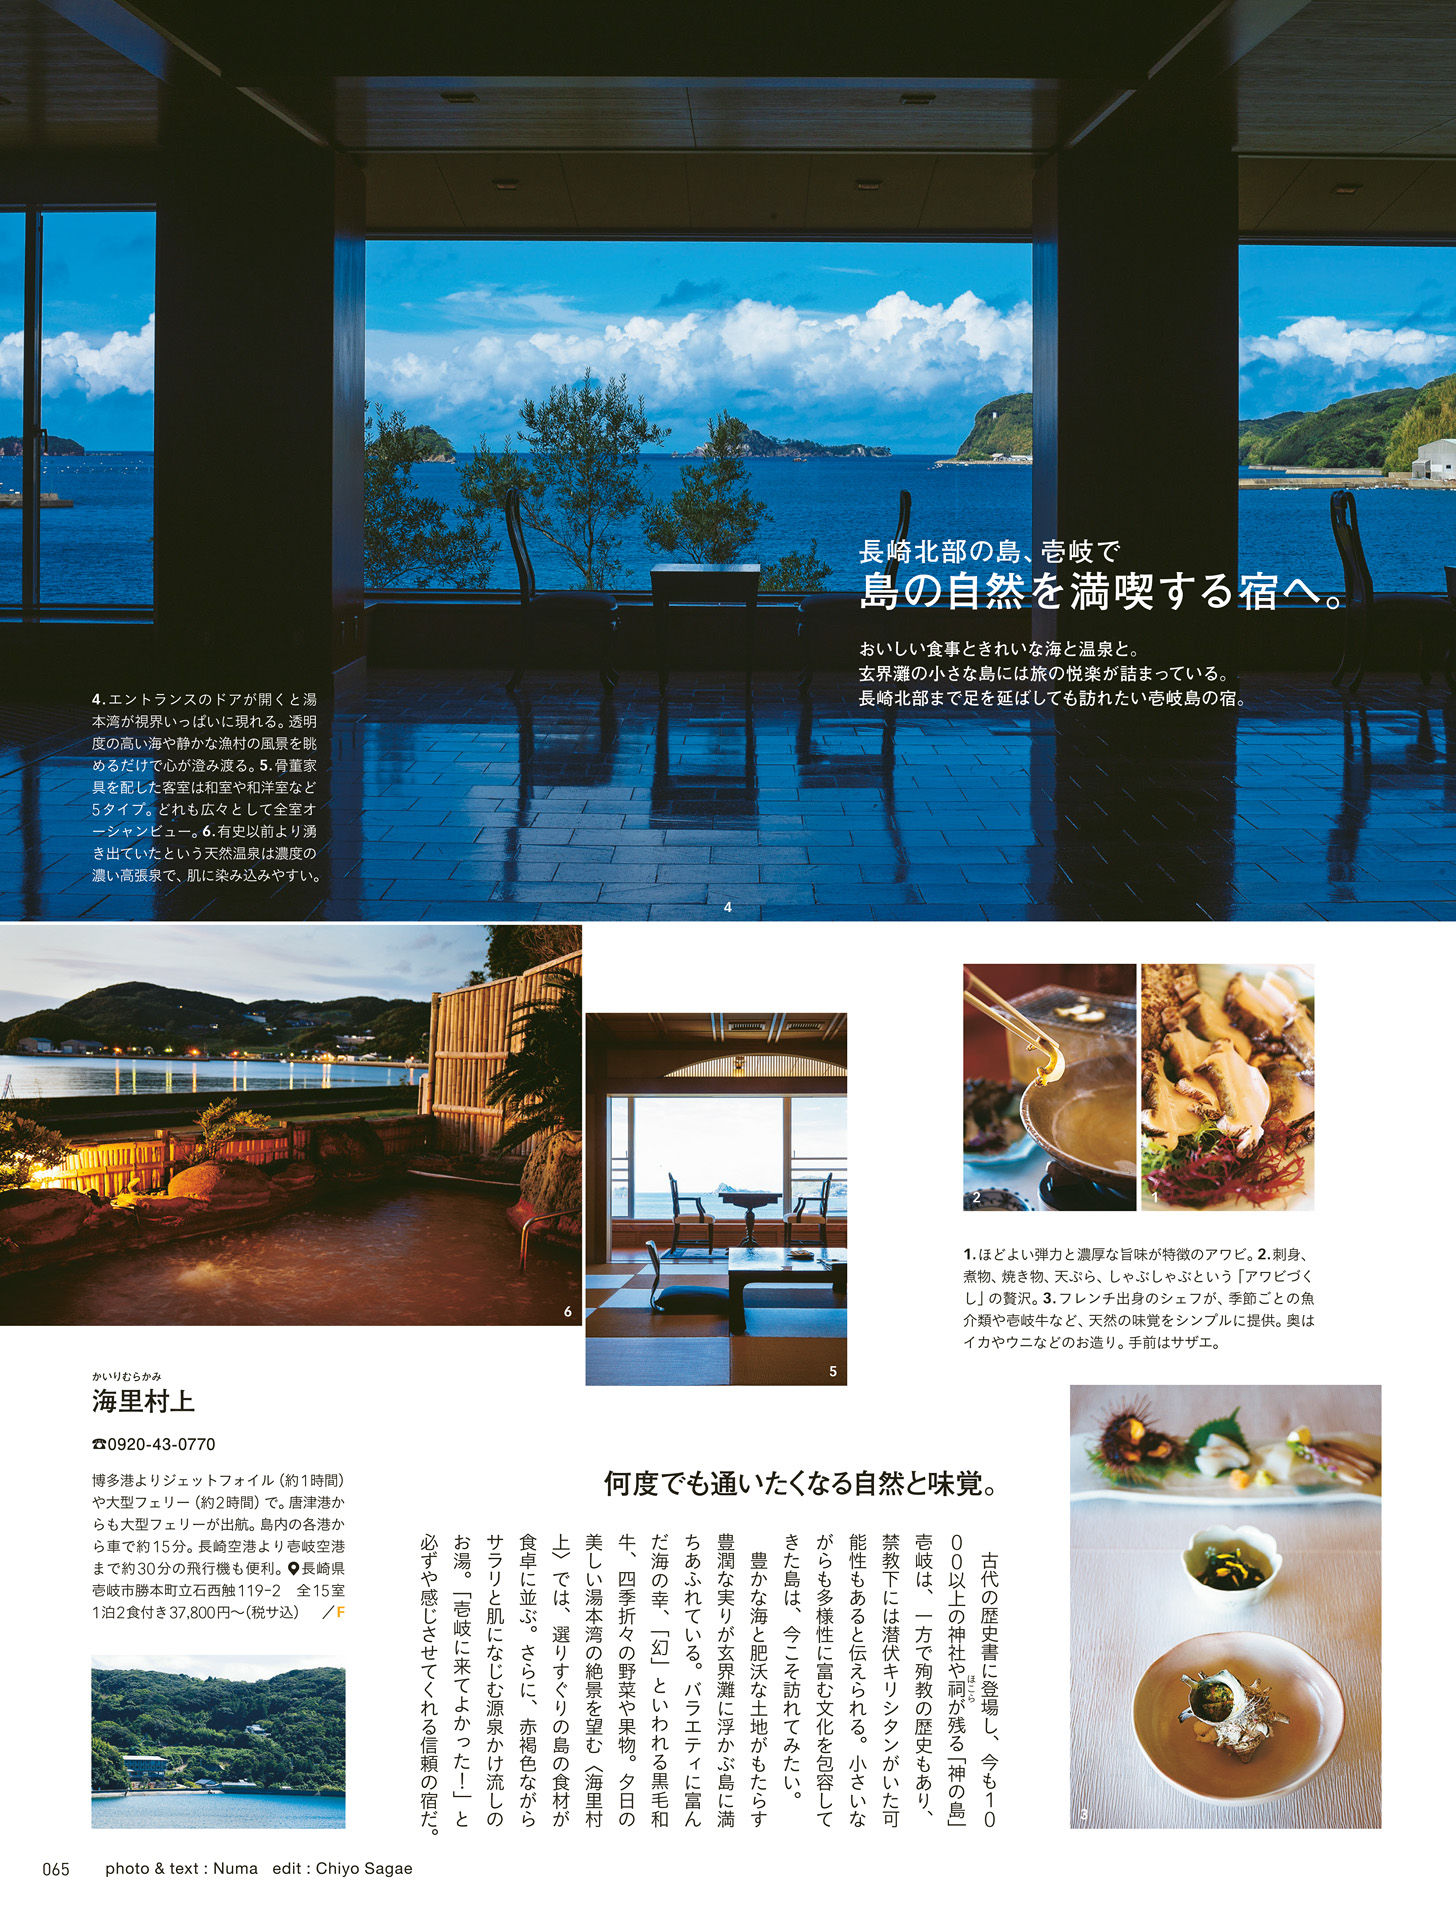 長崎北部の島、壱岐で
島の自然を満喫する宿へ。
おいしい食事ときれいな海と温泉と。
玄界灘の小さな島には旅の悦楽が詰まっている。
長崎北部まで足を延ばしても訪れたい壱岐島の宿。
4.エントランスのドアが開くと湯
本湾が視界いっぱいに現れる。透明
度の高い海や静かな漁村の風景を眺
めるだけで心が澄み渡る。5.骨董家
具を配した客室は和室や和洋室など
5タイプ。どれも広々として全室オ
ーシャンビュー。6.有史以前より湧
き出ていたという天然温泉は濃度の
濃い高張泉で、肌に染み込みやすい。
4
6
5
2
1
1.ほどよい弾力と濃厚な旨味が特徴のアワビ。2.刺身、
煮物、焼き物、天ぷら、しゃぶしゃぶという「アワビづく
し」の贅沢。3.フレンチ出身のシェフが、季節ごとの魚
介類や壱岐牛など、天然の味覚をシンプルに提供。奥は
イカやウニなどのお造り。手前はサザエ。
3
かいりむらかみ
海里村上
☎0920-43-0770
博多港よりジェットフォイル（約1時間）
や大型フェリー（約2時間）で。唐津港か
らも大型フェリーが出航。島内の各港か
ら車で約15分。長崎空港より壱岐空港
まで約30分の飛行機も便利。長崎県
壱岐市勝本町立石西触119-2　全15室
1泊2食付き37,800円〜（税サ込）　／F
何度でも通いたくなる自然と味覚。
古代の歴史書に登場し、今も10
00以上の神社や祠が残る「神の島」
ほこら
壱岐は、一方で殉教の歴史もあり、
禁教下には潜伏キリシタンがいた可
能性もあると伝えられる。小さいな
がらも多様性に富む文化を包容して
きた島は、今こそ訪れてみたい。
豊かな海と肥沃な土地がもたらす
豊潤な実りが玄界灘に浮かぶ島に満
ちあふれている。バラエティに富ん
だ海の幸、「幻」といわれる黒毛和
牛、四季折々の野菜や果物。夕日の
美しい湯本湾の絶景を望む〈海里村
上〉では、選りすぐりの島の食材が
食卓に並ぶ。さらに、赤褐色ながら
サラリと肌になじむ源泉かけ流しの
お湯。「壱岐に来てよかった！」と
必ずや感じさせてくれる信頼の宿だ。
065 photo & text : Numa edit : Chiyo Sagae